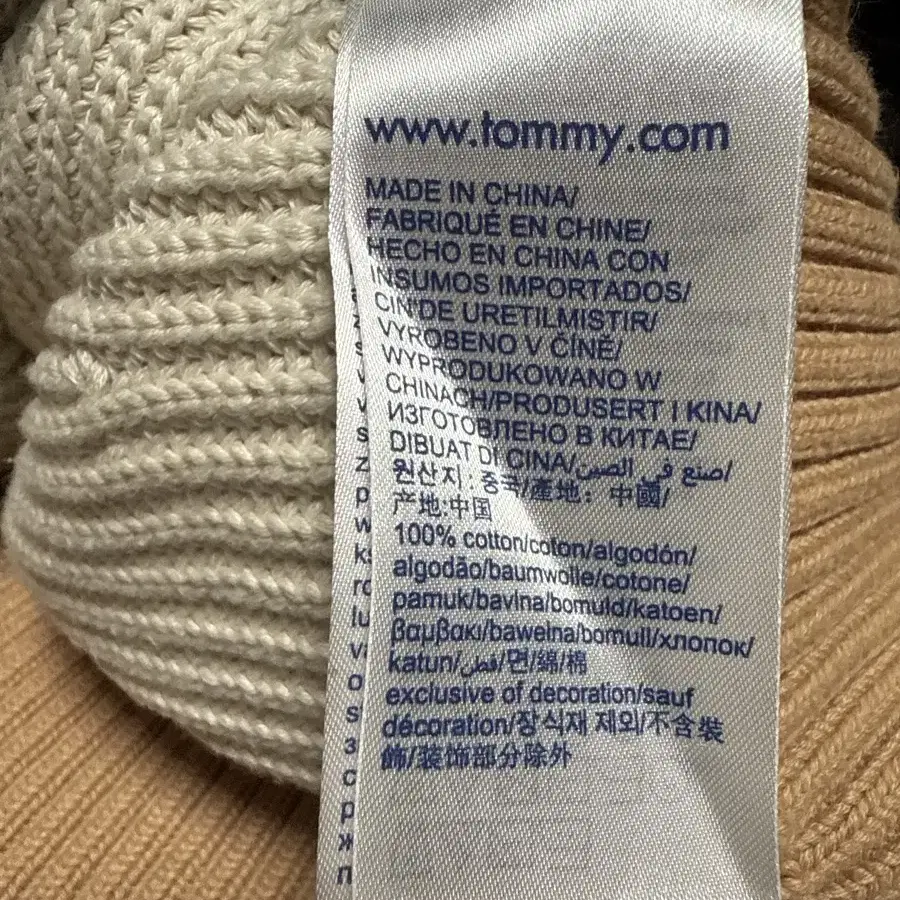 www.tommy.com
MADE IN CHINA/
FABRIQUÉ EN CHINE/
HECHO EN CHINA CON
INSUMOS IMPORTADOS/
CIN'DE URETILMISTIR/
VYROBENO V ČÍNĚ/
WYPRODUKOWANO W
CHINACH/PRODUSERT I KINA/
ИЗГОТОВЛЕНО В КИТАЕ/
DIBUAT DI CINA/صنع في الصين/
원산지: 중국/產地: 中國/
产地:中国
100% cotton/coton/algodón/
algodão/baumwolle/cotone/
pamuk/bavlna/bomuld/katoen/
βαμβακι/bawełna/bomull/хлопок/
katun/قطن/면/綿/棉
exclusive of decoration/sauf
décoration/장식재 제외/不含裝
飾/装饰部分除外